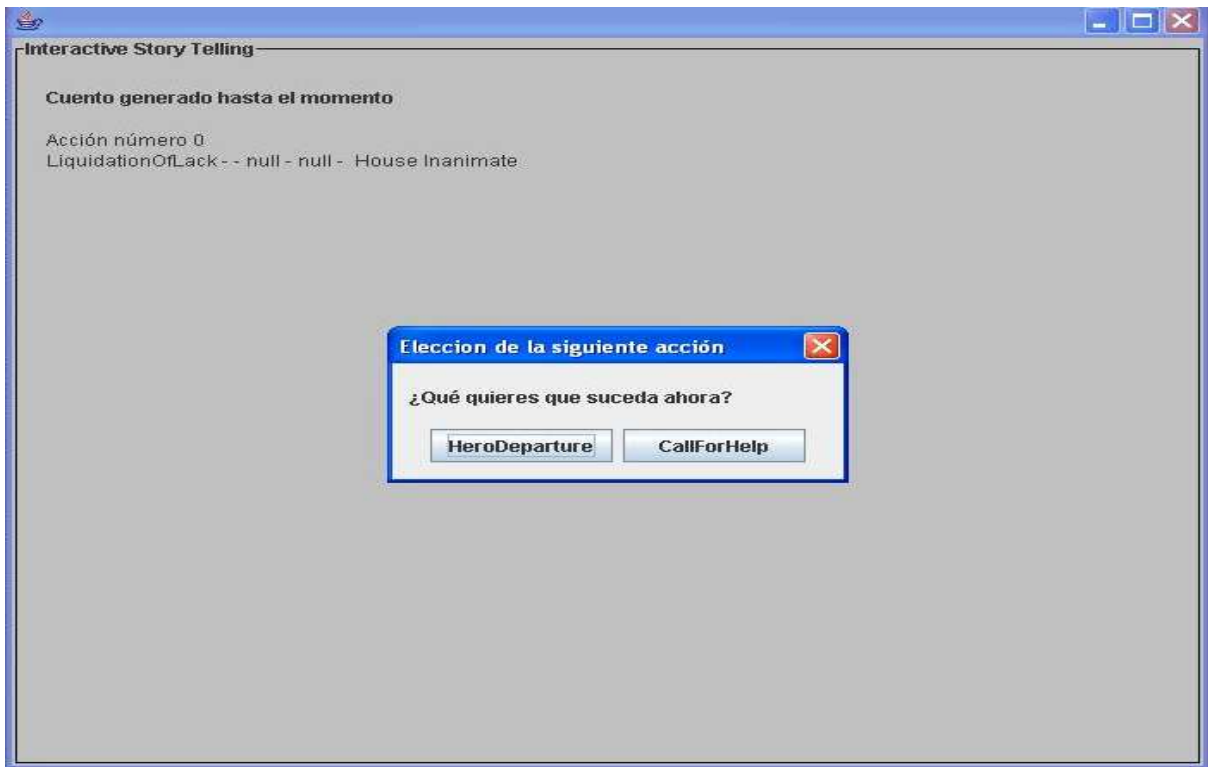 Interactive Story Telling
Cuento generado hasta el momento
Acción número 0
LiquidationOfLack - - null - null -  House Inanimate
Eleccion de la siguiente acción
¿Qué quieres que suceda ahora?
HeroDeparture CallForHelp